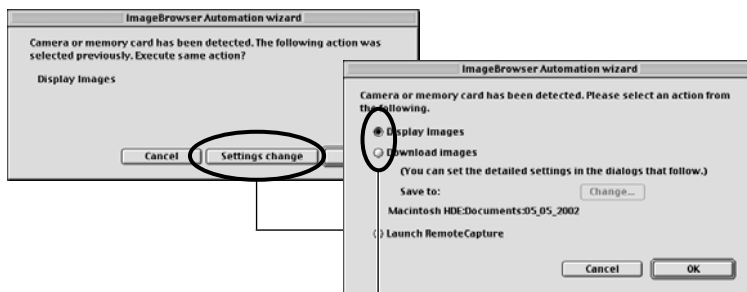 ImageBrowser Automation wizard
Camera or memory card has been detected. The following action was
selected previously. Execute same action?
Display Images
Cancel
Settings change
ImageBrowser Automation wizard
Camera or memory card has been detected. Please select an action from
the following.
Display Images
Download images
(You can set the detailed settings in the dialogs that follow.)
Save to:
Change...
Macintosh HDE:Documents:05_05_2002
Launch RemoteCapture
Cancel
OK